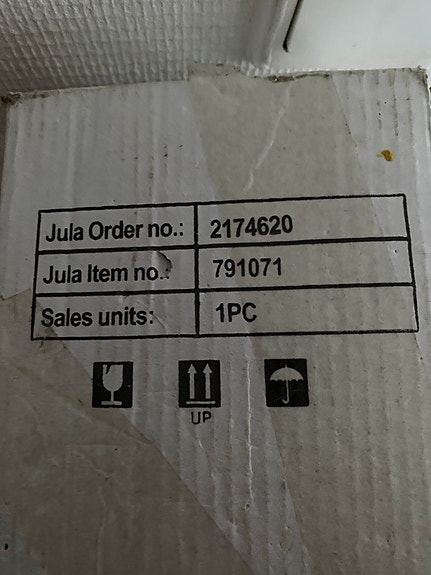 Jula Order no.: 2174620
Jula Item no.: 791071
Sales units: 1PC
UP